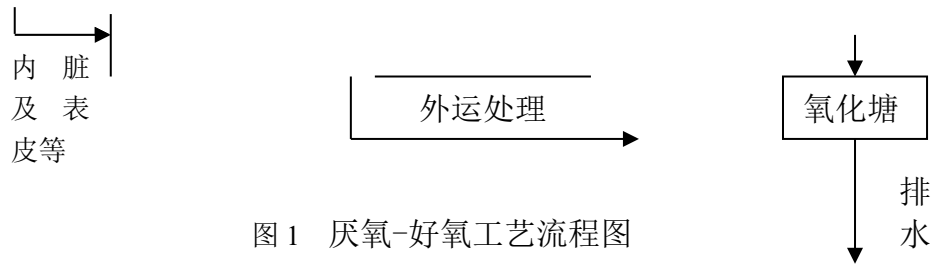 内 脏
及 表
皮等
外运处理
氧化塘
排
水
图 1 厌氧-好氧工艺流程图